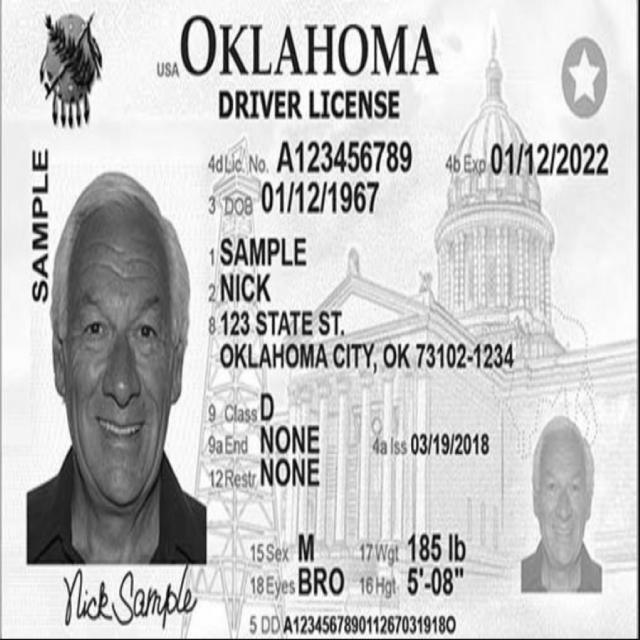 USA OKLAHOMA
DRIVER LICENSE
SAMPLE
4d Lic. No. A123456789 4b Exp 01/12/2022
3 DOB 01/12/1967
1 SAMPLE
2 NICK
8 123 STATE ST.
OKLAHOMA CITY, OK 73102-1234
9 Class D
9a End NONE 4a Iss 03/19/2018
12 Restr NONE
15 Sex M 17 Wgt 185 lb
18 Eyes BRO 16 Hgt 5'-08"
Nick Sample
5 DD A123456789011267031918O